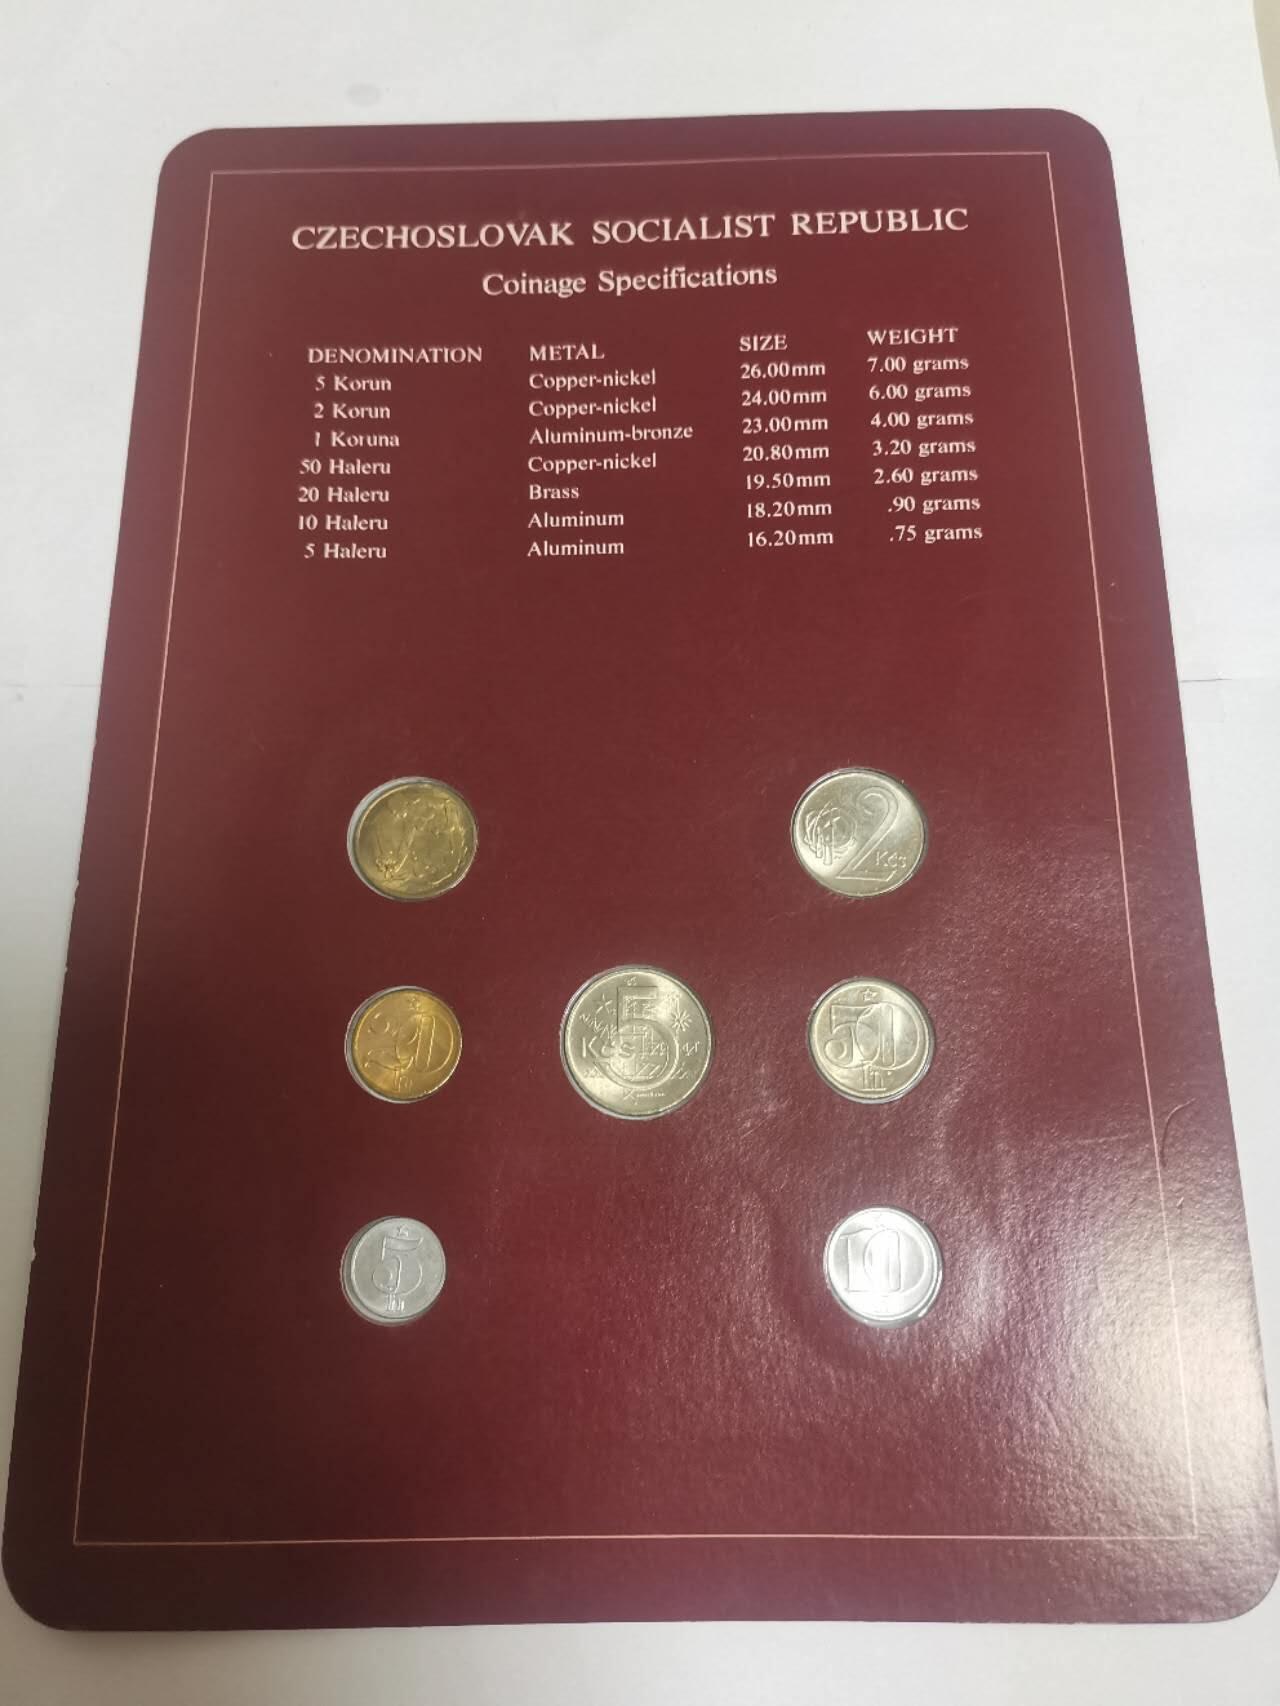 CZECHOSLOVAK SOCIALIST REPUBLIC
Coinage Specifications
DENOMINATION METAL SIZE WEIGHT
5 Korun Copper-nickel 26.00mm 7.00 grams
2 Korun Copper-nickel 24.00mm 6.00 grams
1 Koruna Aluminum-bronze 23.00mm 4.00 grams
50 Haleru Copper-nickel 20.80mm 3.20 grams
20 Haleru Brass 19.50mm 2.60 grams
10 Haleru Aluminum 18.20mm .90 grams
5 Haleru Aluminum 16.20mm .75 grams
2 Kčs
20 h
5 Kčs
50 h
5 h
10